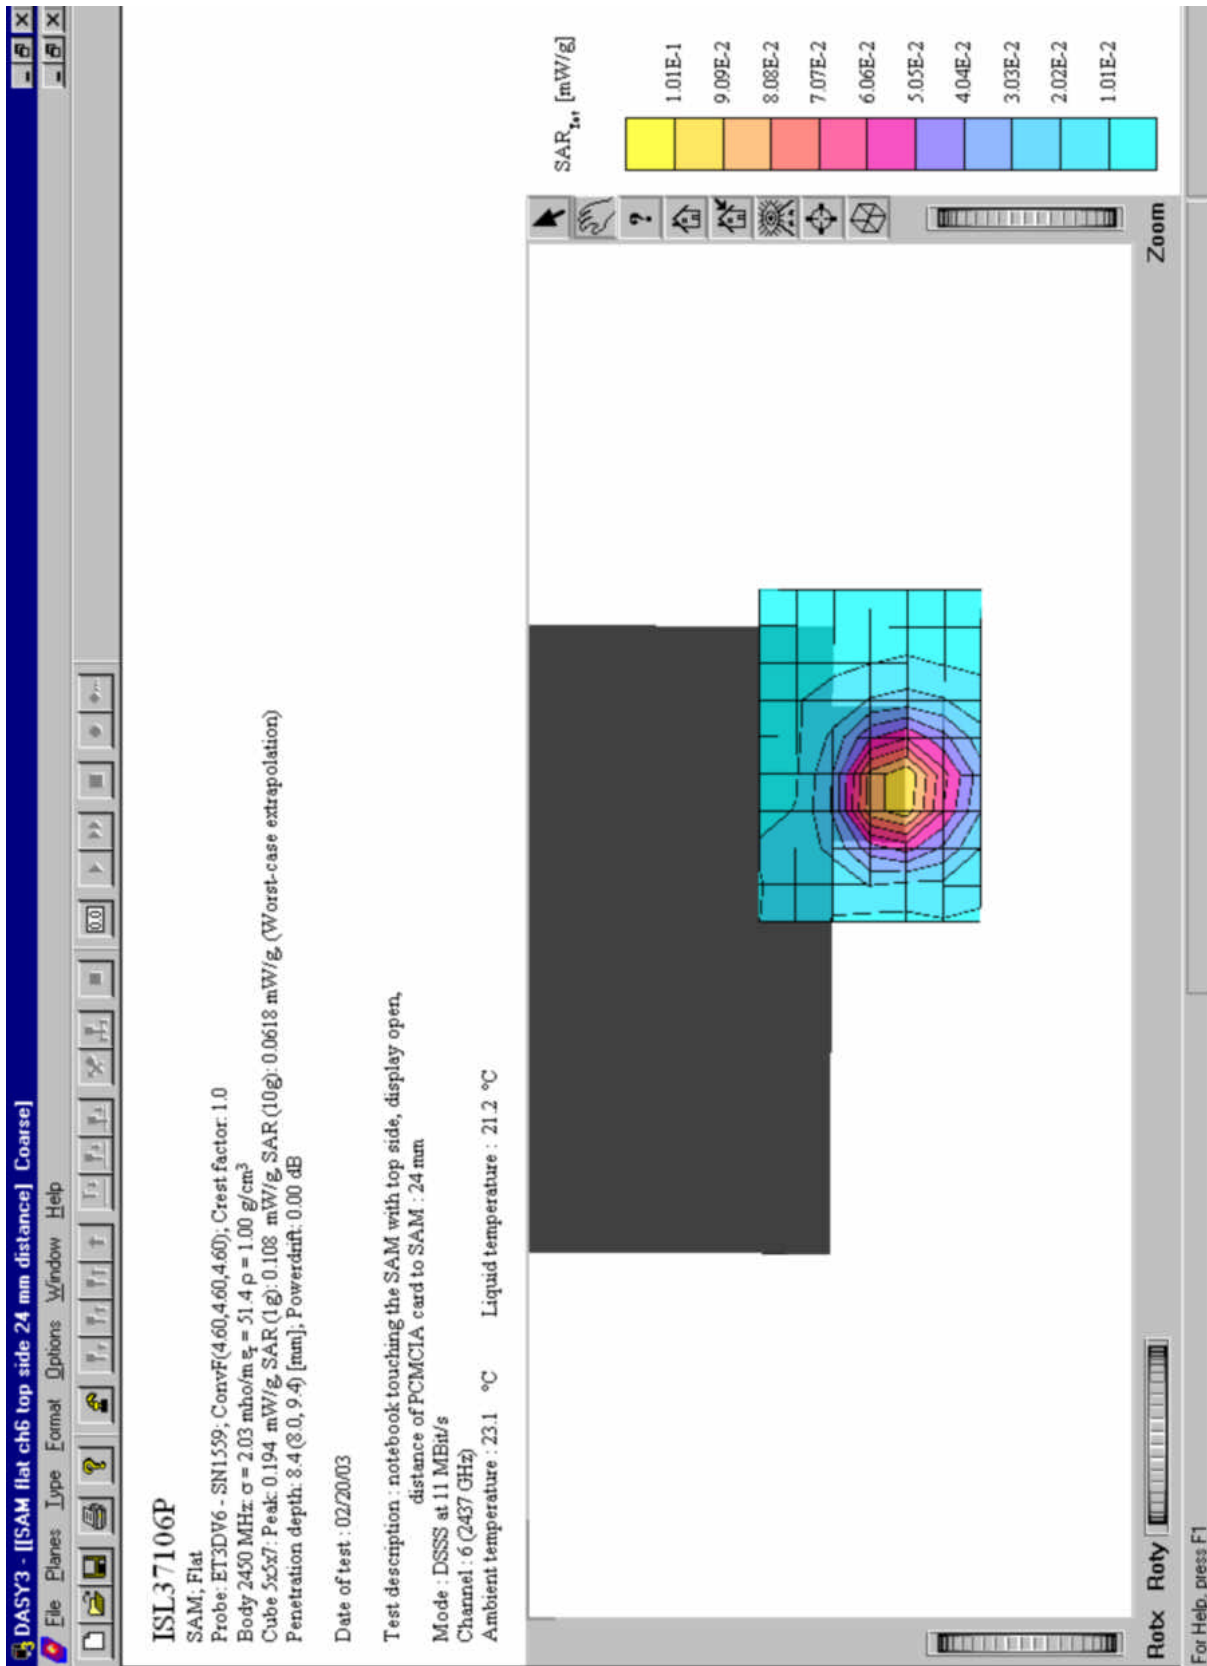 DASY3 - [[SAM flat ch6 top side 24 mm distance] Coarse]
File Planes Type Format Options Window Help
0.0
ISL37106P
SAM; Flat
Probe: ET3DV6 - SN1559; ConvF(4.60,4.60,4.60); Crest factor: 1.0
Body 2450 MHz: σ = 2.03 mho/m εr = 51.4 ρ = 1.00 g/cm³
Cube 5x5x7: Peak: 0.194 mW/g, SAR (1g): 0.108 mW/g, SAR (10g): 0.0618 mW/g, (Worst-case extrapolation)
Penetration depth: 8.4 (8.0, 9.4) [mm]; Powerdrift: 0.00 dB
Date of test : 02/20/03
Test description : notebook touching the SAM with top side, display open,
distance of PCMCIA card to SAM : 24 mm
Mode : DSSS at 11 MBit/s
Channel : 6 (2437 GHz)
Ambient temperature : 23.1 °C Liquid temperature : 21.2 °C
SARTot [mW/g]
1.01E-1
9.09E-2
8.08E-2
7.07E-2
6.06E-2
5.05E-2
4.04E-2
3.03E-2
2.02E-2
1.01E-2
Rotx Roty Zoom
For Help, press F1